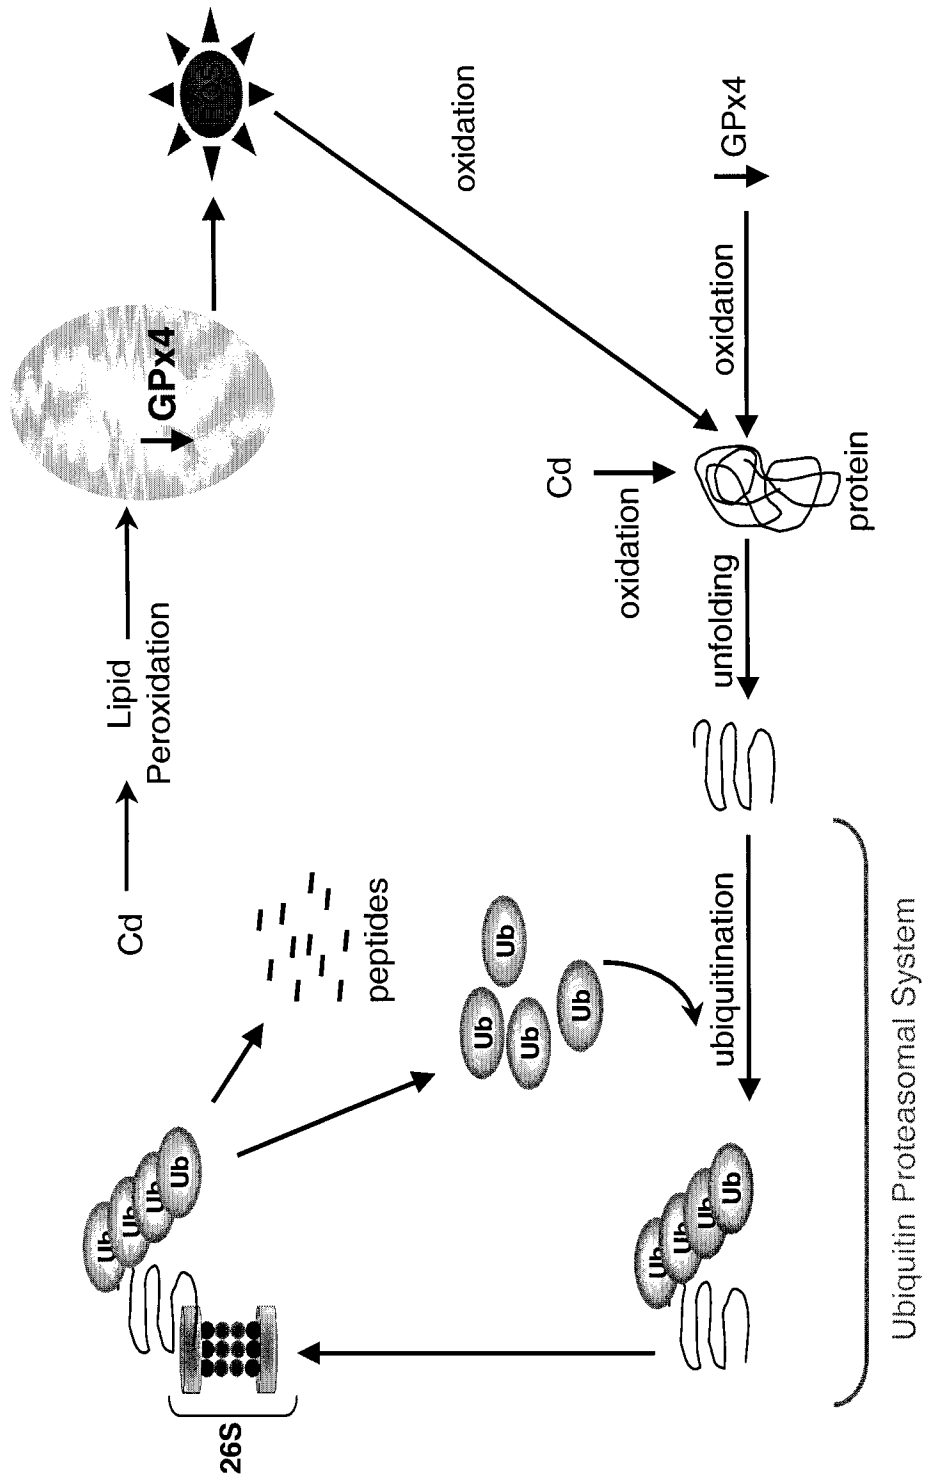 Ub
Ub
Ub
Ub
Cd
Lipid
Peroxidation
GPx4
ROS
26S
peptides
oxidation
Ub
Ub
Ub
Ub
Cd
oxidation
Ub
Ub
Ub
Ub
ubiquitination
unfolding
oxidation
GPx4
protein
Ubiquitin Proteasomal System